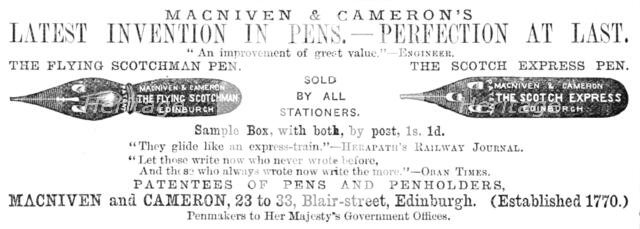 MACNIVEN & CAMERON'S
LATEST INVENTION IN PENS.—PERFECTION AT LAST.
"An improvement of great value."—ENGINEER.
THE FLYING SCOTCHMAN PEN.
THE SCOTCH EXPRESS PEN.
MACNIVEN & CAMERON
THE FLYING SCOTCHMAN
EDINBURGH
SOLD
BY ALL
STATIONERS.
MACNIVEN & CAMERON
THE SCOTCH EXPRESS
EDINBURGH
Sample Box, with both, by post, 1s. 1d.
"They glide like an express-train."—HERAPATH'S RAILWAY JOURNAL.
"Let those write now who never wrote before,
And those who always wrote now write the more."—OBAN TIMES.
PATENTEES OF PENS AND PENHOLDERS,
MACNIVEN and CAMERON, 23 to 33, Blair-street, Edinburgh. (Established 1770.)
Penmakers to Her Majesty's Government Offices.